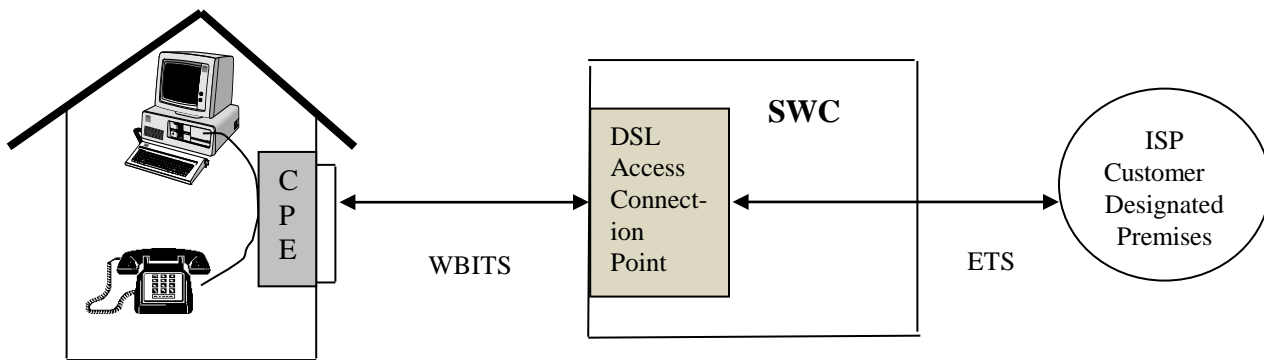 C
P
E
WBITS
DSL
Access
Connect-
ion
Point
SWC
ETS
ISP
Customer
Designated
Premises